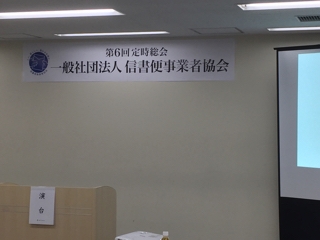 第6回 定時総会
一般社団法人 信書便事業者協会
演
台